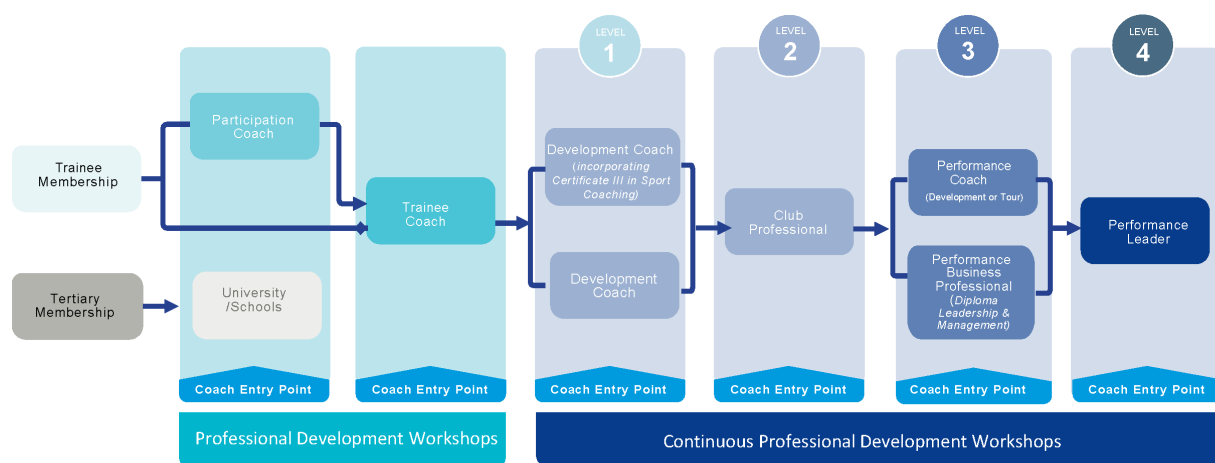 LEVEL
1
LEVEL
2
LEVEL
3
LEVEL
4
Trainee
Membership
Tertiary
Membership
Participation
Coach
University
/Schools
Trainee
Coach
Development Coach
(incorporating
Certificate III in Sport
Coaching)
Development
Coach
Club
Professional
Performance
Coach
(Development or Tour)
Performance
Business
Professional
(Diploma
Leadership &
Management)
Performance
Leader
Coach Entry Point
Coach Entry Point
Coach Entry Point
Coach Entry Point
Coach Entry Point
Coach Entry Point
Professional Development Workshops
Continuous Professional Development Workshops